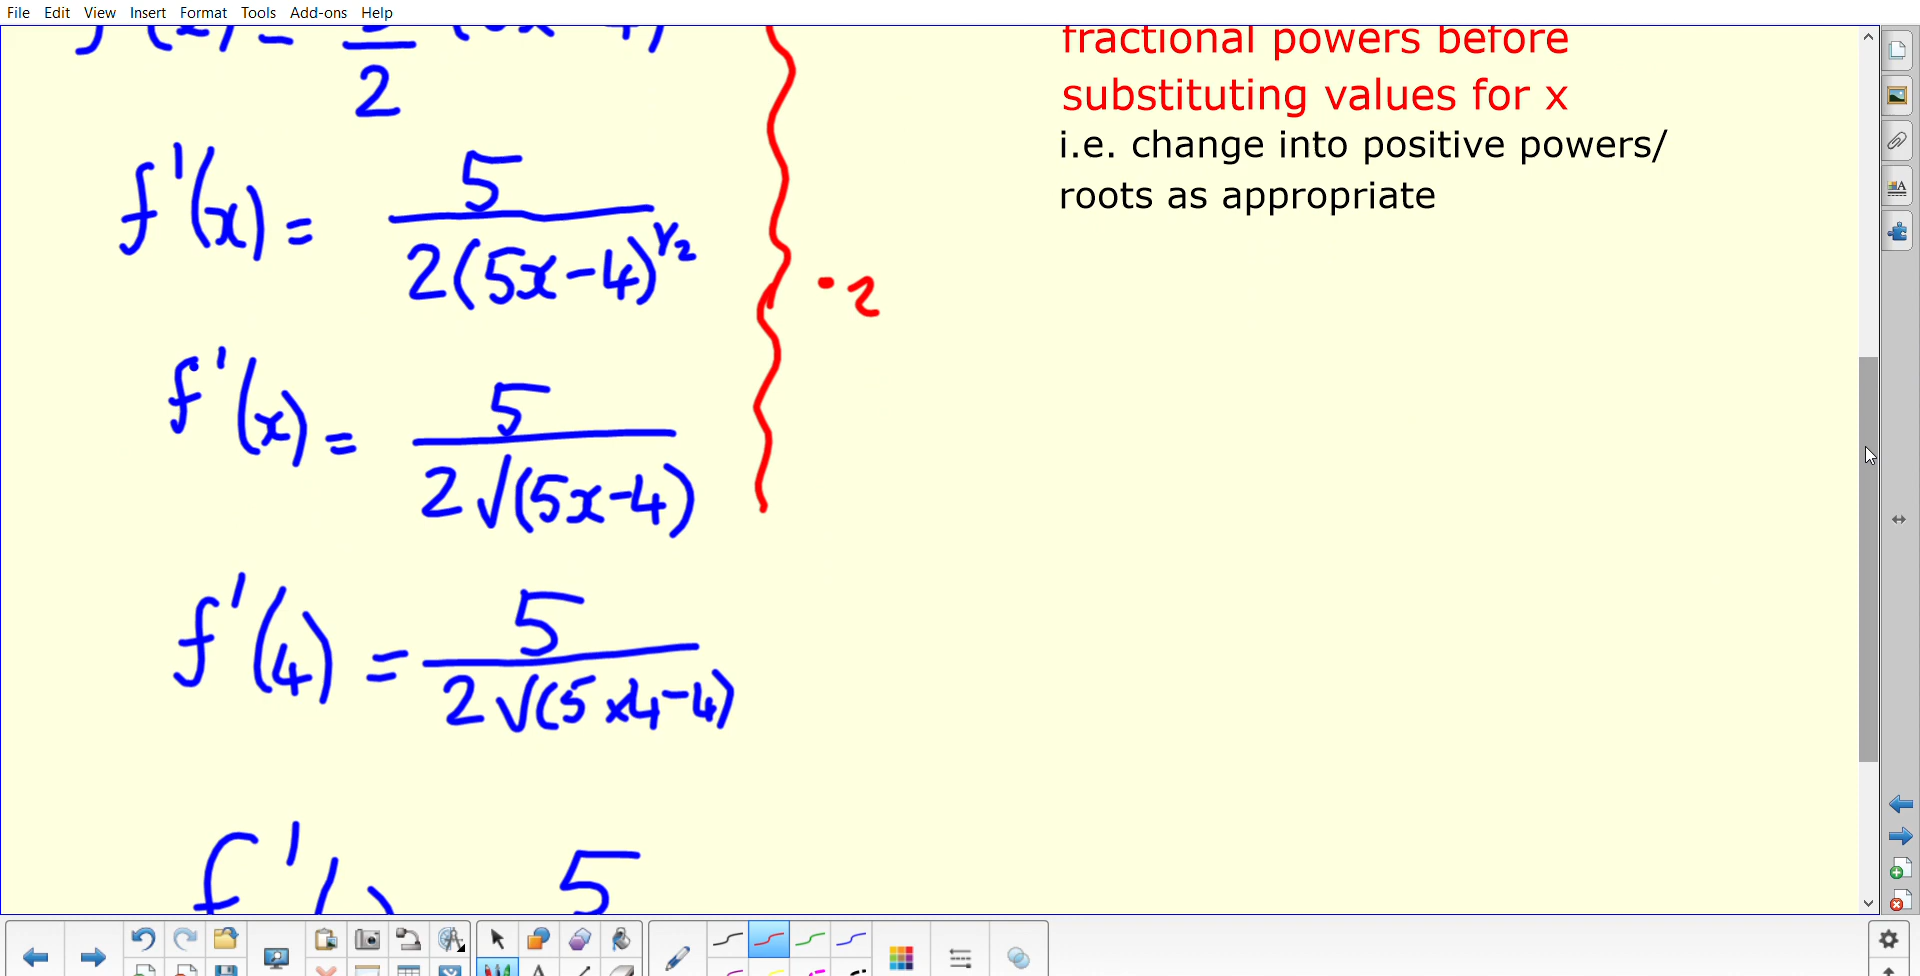 File Edit View Insert Format Tools Add-ons Help
fractional powers before
substituting values for x
i.e. change into positive powers/
roots as appropriate
2
f'(x) = 5
2(5x-4)^1/2
• 2
f'(x) = 5
2√(5x-4)
f'(4) = 5
2√(5x4-4)
f'( 5